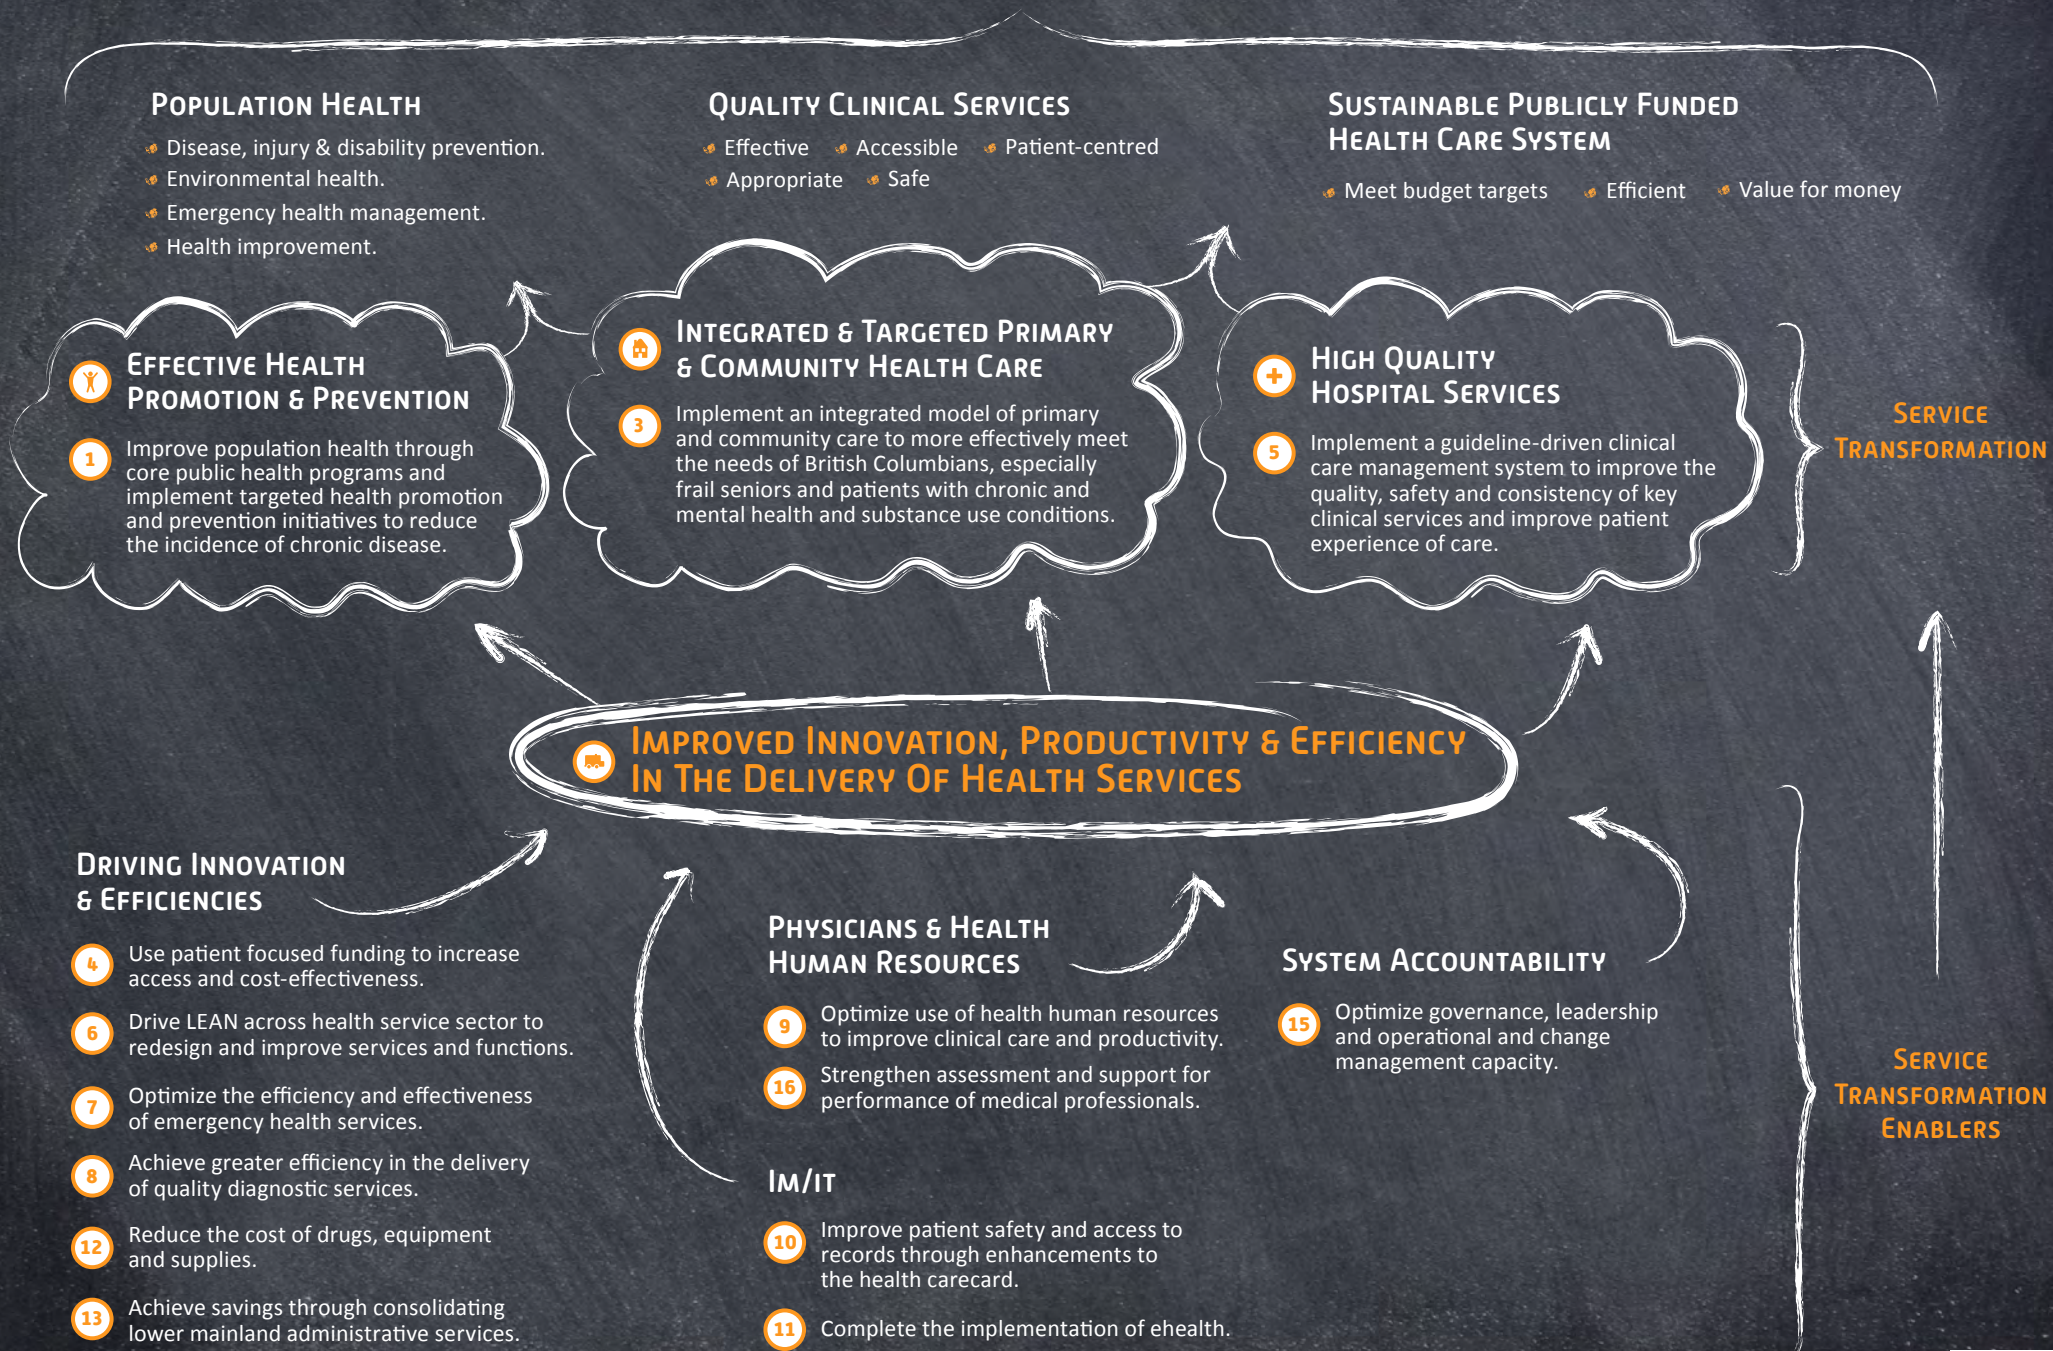 POPULATION HEALTH
Disease, injury & disability prevention.
Environmental health.
Emergency health management.
Health improvement.
QUALITY CLINICAL SERVICES
Effective Accessible Patient-centred
Appropriate Safe
SUSTAINABLE PUBLICLY FUNDED
HEALTH CARE SYSTEM
Meet budget targets Efficient Value for money
EFFECTIVE HEALTH
PROMOTION & PREVENTION
1 Improve population health through
core public health programs and
implement targeted health promotion
and prevention initiatives to reduce
the incidence of chronic disease.
INTEGRATED & TARGETED PRIMARY
& COMMUNITY HEALTH CARE
3 Implement an integrated model of primary
and community care to more effectively meet
the needs of British Columbians, especially
frail seniors and patients with chronic and
mental health and substance use conditions.
HIGH QUALITY
HOSPITAL SERVICES
5 Implement a guideline-driven clinical
care management system to improve the
quality, safety and consistency of key
clinical services and improve patient
experience of care.
SERVICE
TRANSFORMATION
IMPROVED INNOVATION, PRODUCTIVITY & EFFICIENCY
IN THE DELIVERY OF HEALTH SERVICES
DRIVING INNOVATION
& EFFICIENCIES
4 Use patient focused funding to increase
access and cost-effectiveness.
6 Drive LEAN across health service sector to
redesign and improve services and functions.
7 Optimize the efficiency and effectiveness
of emergency health services.
8 Achieve greater efficiency in the delivery
of quality diagnostic services.
12 Reduce the cost of drugs, equipment
and supplies.
13 Achieve savings through consolidating
lower mainland administrative services.
PHYSICIANS & HEALTH
HUMAN RESOURCES
9 Optimize use of health human resources
to improve clinical care and productivity.
16 Strengthen assessment and support for
performance of medical professionals.
IM/IT
10 Improve patient safety and access to
records through enhancements to
the health carecard.
11 Complete the implementation of ehealth.
SYSTEM ACCOUNTABILITY
15 Optimize governance, leadership
and operational and change
management capacity.
SERVICE
TRANSFORMATION
ENABLERS